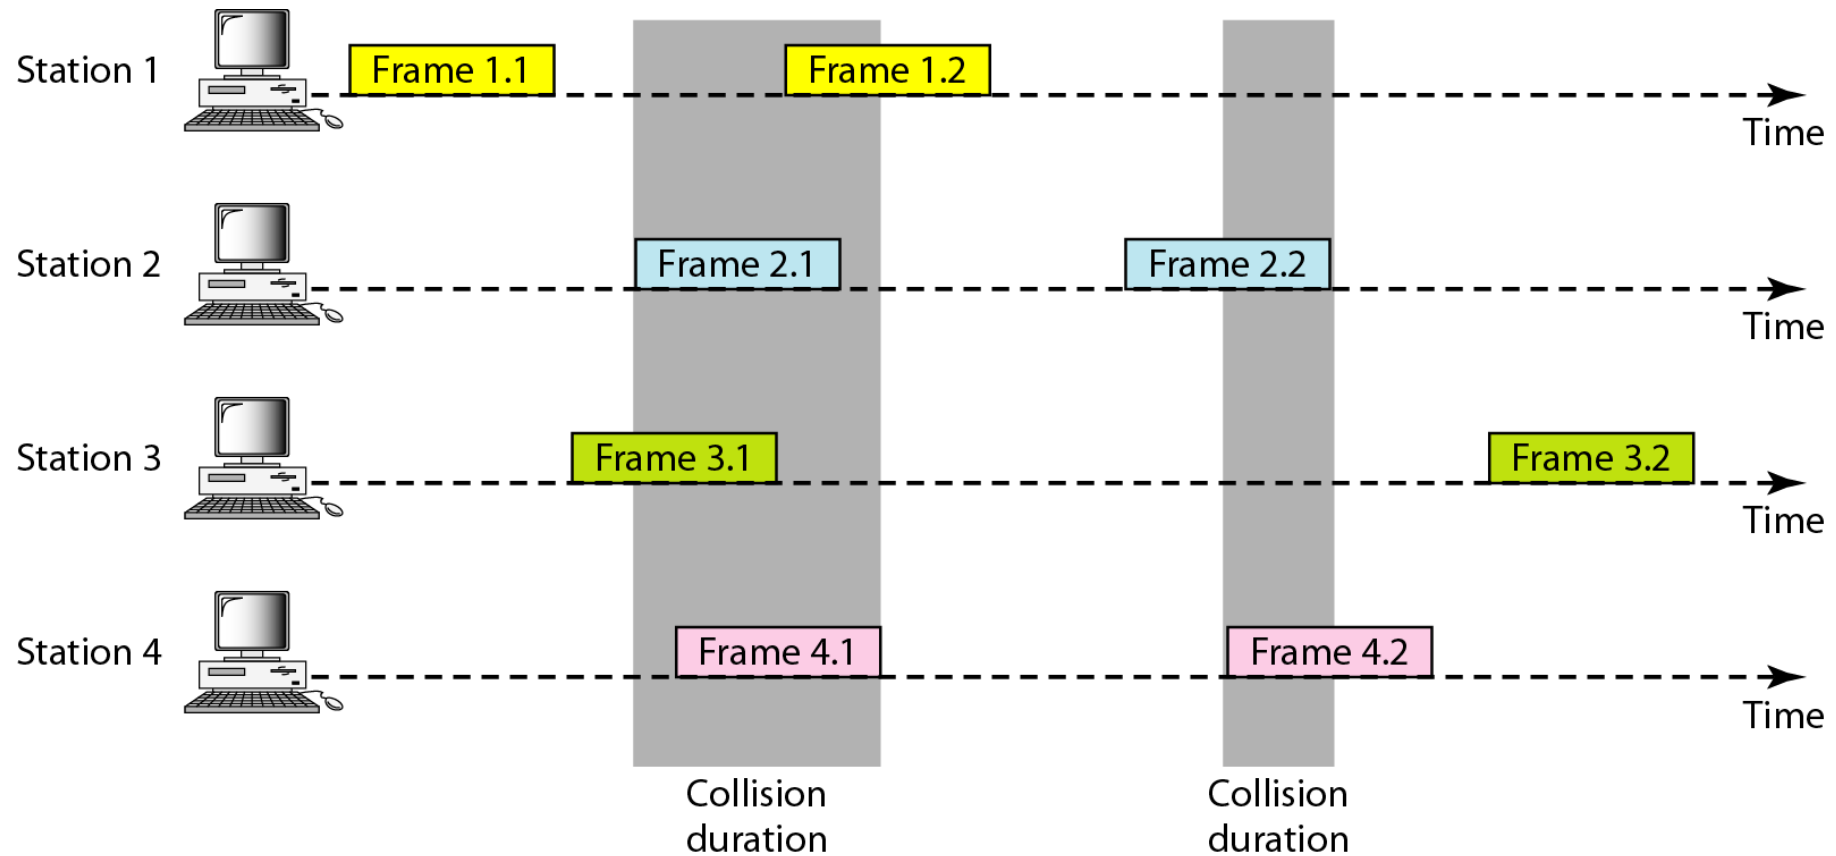 Station 1
Frame 1.1
Frame 1.2
Time
Station 2
Frame 2.1
Frame 2.2
Time
Station 3
Frame 3.1
Frame 3.2
Time
Station 4
Frame 4.1
Frame 4.2
Time
Collision
duration
Collision
duration